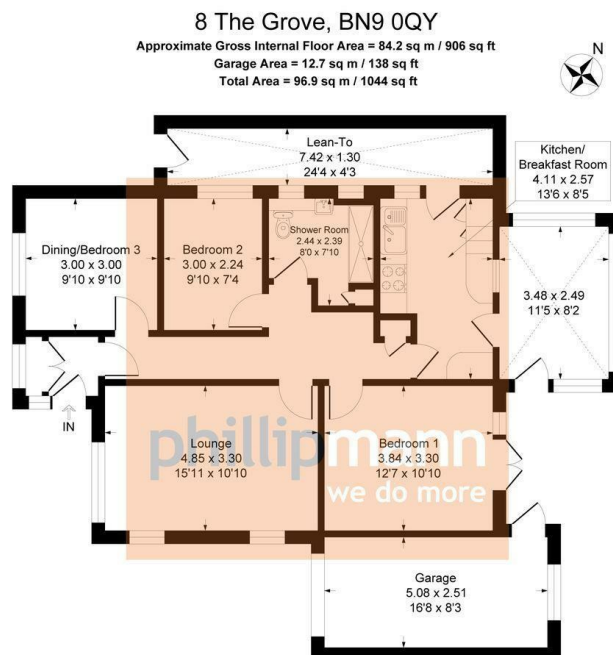 8 The Grove, BN9 0QY
Approximate Gross Internal Floor Area = 84.2 sq m / 906 sq ft
Garage Area = 12.7 sq m / 138 sq ft
Total Area = 96.9 sq m / 1044 sq ft
N
Lean-To
7.42 x 1.30
24'4 x 4'3
Kitchen/
Breakfast Room
4.11 x 2.57
13'6 x 8'5
Dining/Bedroom 3
3.00 x 3.00
9'10 x 9'10
Bedroom 2
3.00 x 2.24
9'10 x 7'4
Shower Room
2.44 x 2.39
8'0 x 7'10
3.48 x 2.49
11'5 x 8'2
IN
Lounge
4.85 x 3.30
15'11 x 10'10
Bedroom 1
3.84 x 3.30
12'7 x 10'10
phillipmann
we do more
Garage
5.08 x 2.51
16'8 x 8'3